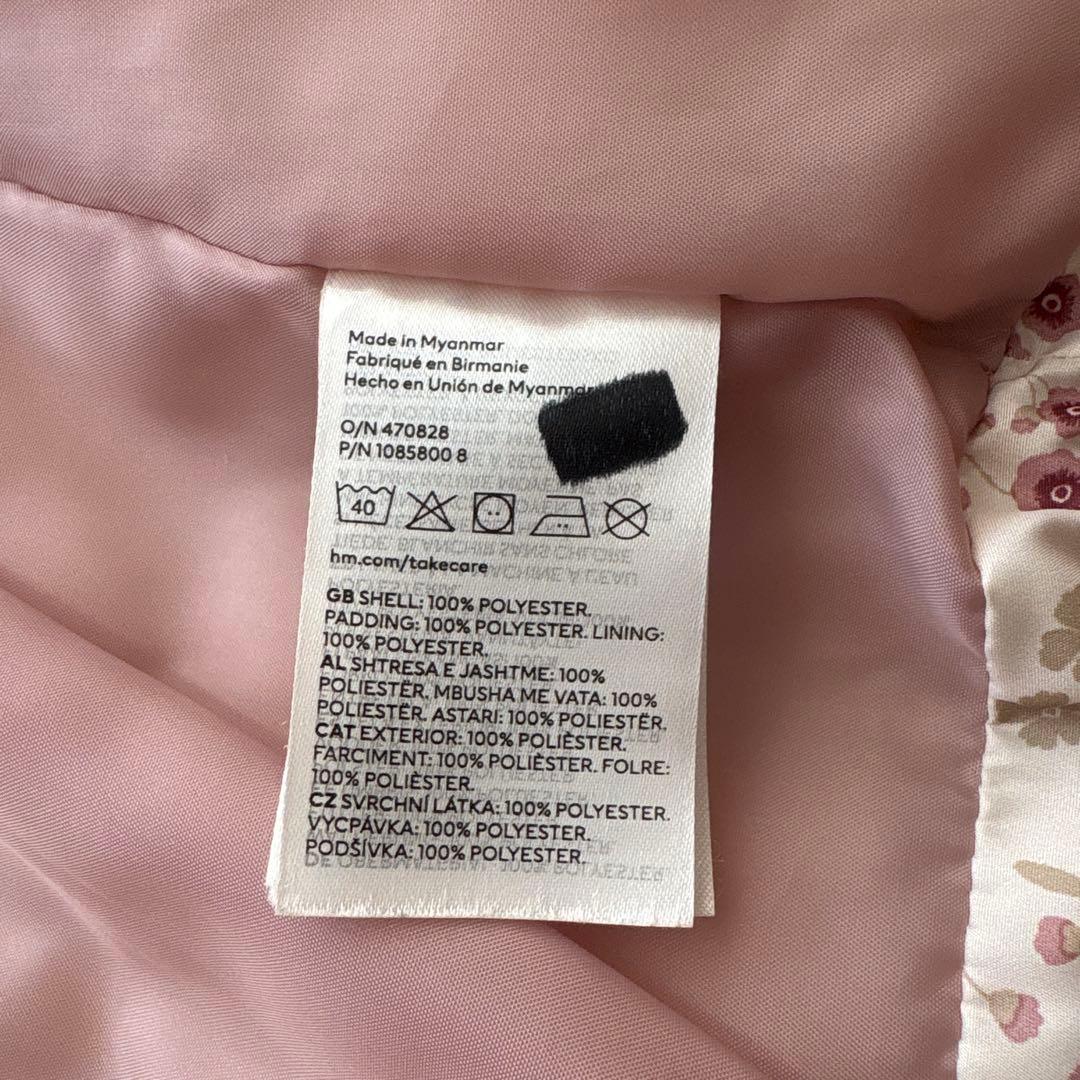 Made in Myanmar
Fabriqué en Birmanie
Hecho en Unión de Myanmar
O/N 470828
P/N 1085800 8
40
hm.com/takecare
GB SHELL: 100% POLYESTER.
PADDING: 100% POLYESTER. LINING:
100% POLYESTER.
AL SHTRESA E JASHTME: 100%
POLIESTËR. MBUSHA ME VATA: 100%
POLIESTËR. ASTARI: 100% POLIESTËR.
CAT EXTERIOR: 100% POLIÈSTER.
FARCIMENT: 100% POLIÈSTER. FOLRE:
100% POLIÈSTER.
CZ SVRCHNÍ LÁTKA: 100% POLYESTER.
VYCPÁVKA: 100% POLYESTER.
PODŠÍVKA: 100% POLYESTER.